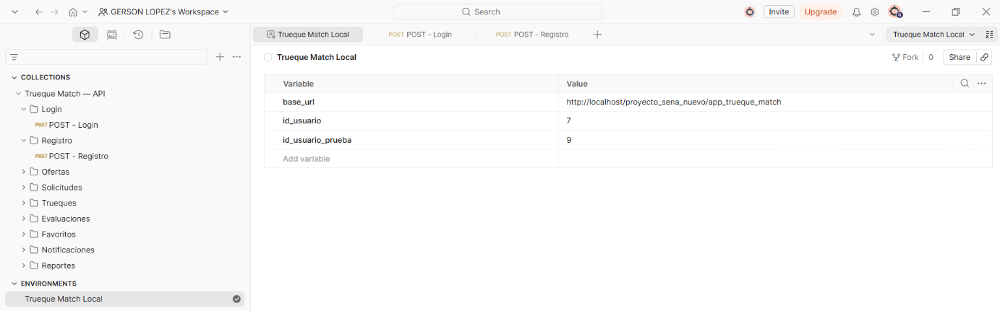 GERSON LOPEZ's Workspace
Search
Invite
Upgrade
Trueque Match Local
POST POST - Login
POST POST - Registro
Trueque Match Local
Trueque Match Local
Fork
0
Share
COLLECTIONS
Trueque Match — API
Login
POST POST - Login
Registro
POST POST - Registro
Ofertas
Solicitudes
Trueques
Evaluaciones
Favoritos
Notificaciones
Reportes
ENVIRONMENTS
Trueque Match Local
Variable Value
base_url http://localhost/proyecto_sena_nuevo/app_trueque_match
id_usuario 7
id_usuario_prueba 9
Add variable